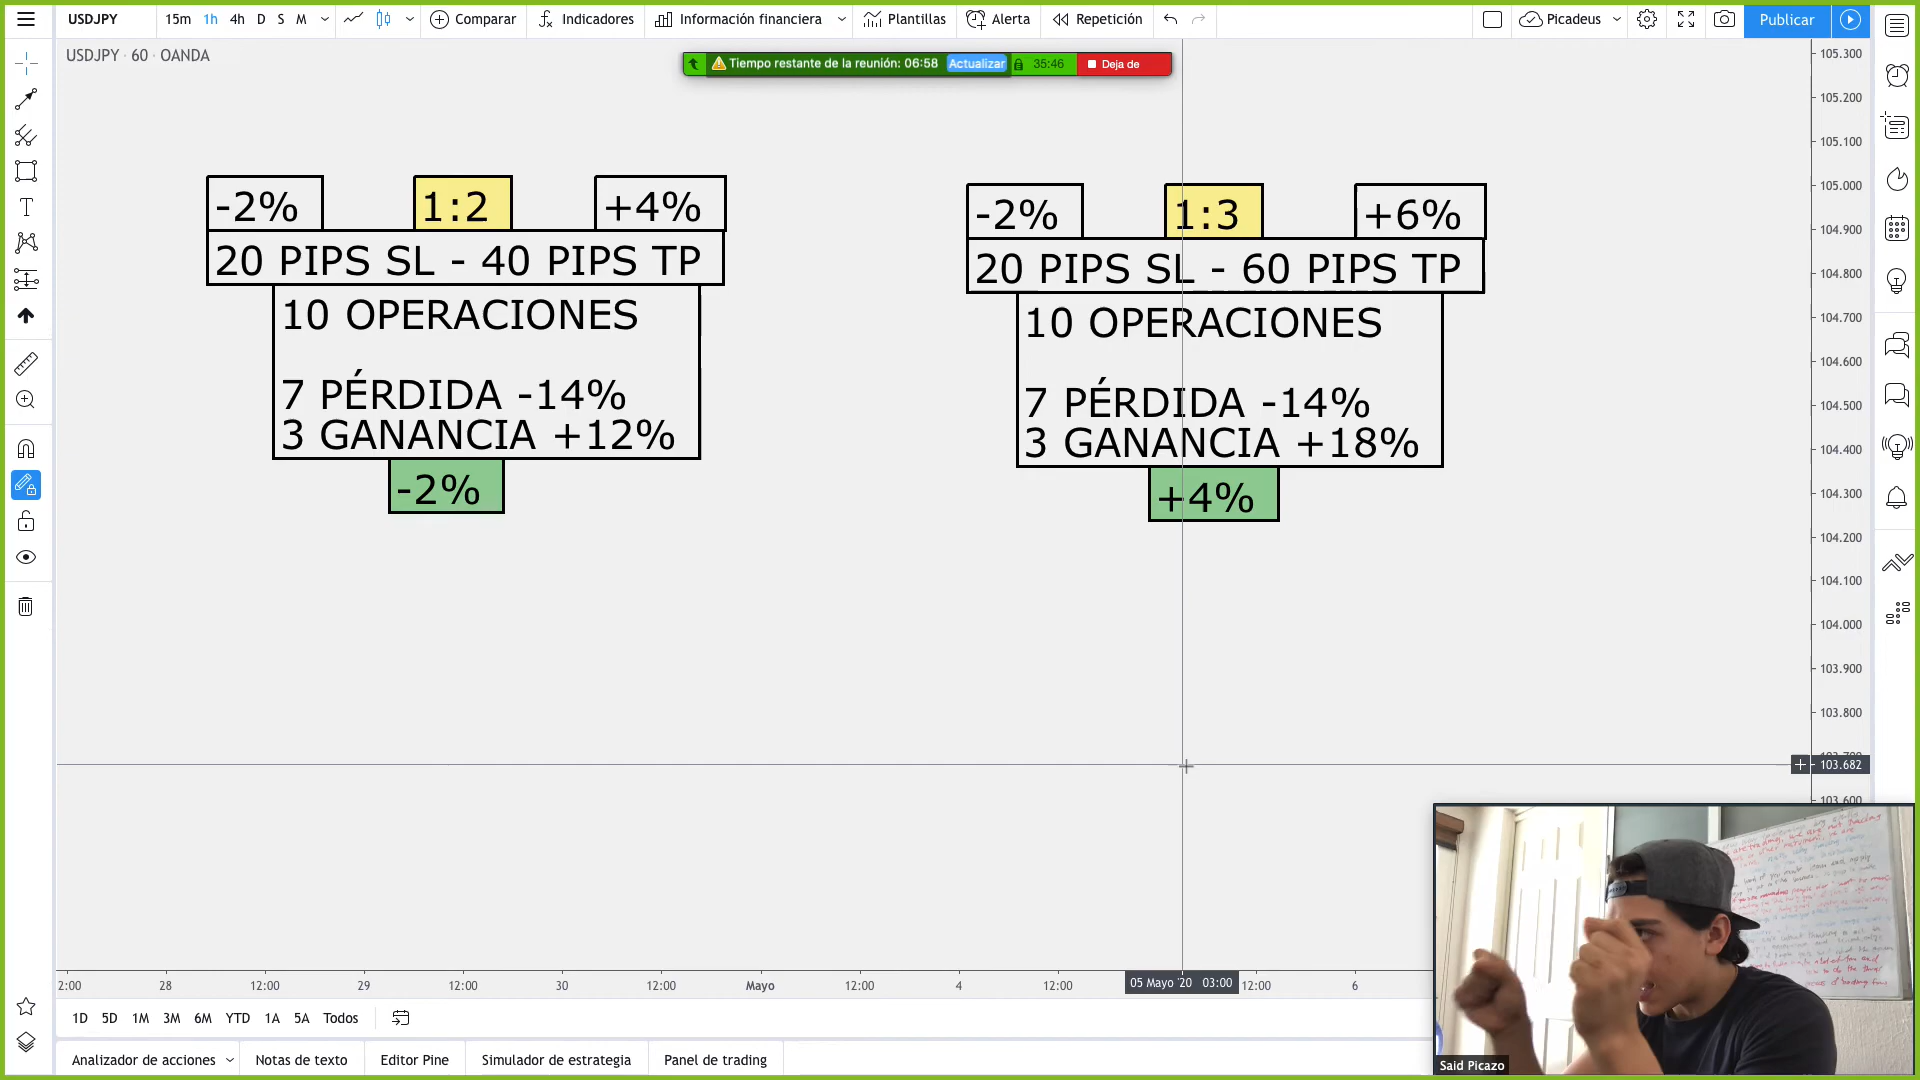 USDJPY 15m 1h 4h D S M Comparar Indicadores Información financiera Plantillas Alerta Repetición Picadeus Publicar
USDJPY · 60 · OANDA
Tiempo restante de la reunión: 06:58 Actualizar 35:46 Deja de
-2% 1:2 +4%
20 PIPS SL - 40 PIPS TP
10 OPERACIONES
7 PÉRDIDA -14%
3 GANANCIA +12%
-2%
-2% 1:3 +6%
20 PIPS SL - 60 PIPS TP
10 OPERACIONES
7 PÉRDIDA -14%
3 GANANCIA +18%
+4%
105.300
105.200
105.100
105.000
104.900
104.800
104.700
104.600
104.500
104.400
104.300
104.200
104.100
104.000
103.900
103.800
103.682
103.600
2:00 28 12:00 29 12:00 30 12:00 Mayo 12:00 4 12:00 05 Mayo '20 03:00 12:00 6
1D 5D 1M 3M 6M YTD 1A 5A Todos
Analizador de acciones Notas de texto Editor Pine Simulador de estrategia Panel de trading
Said Picazo